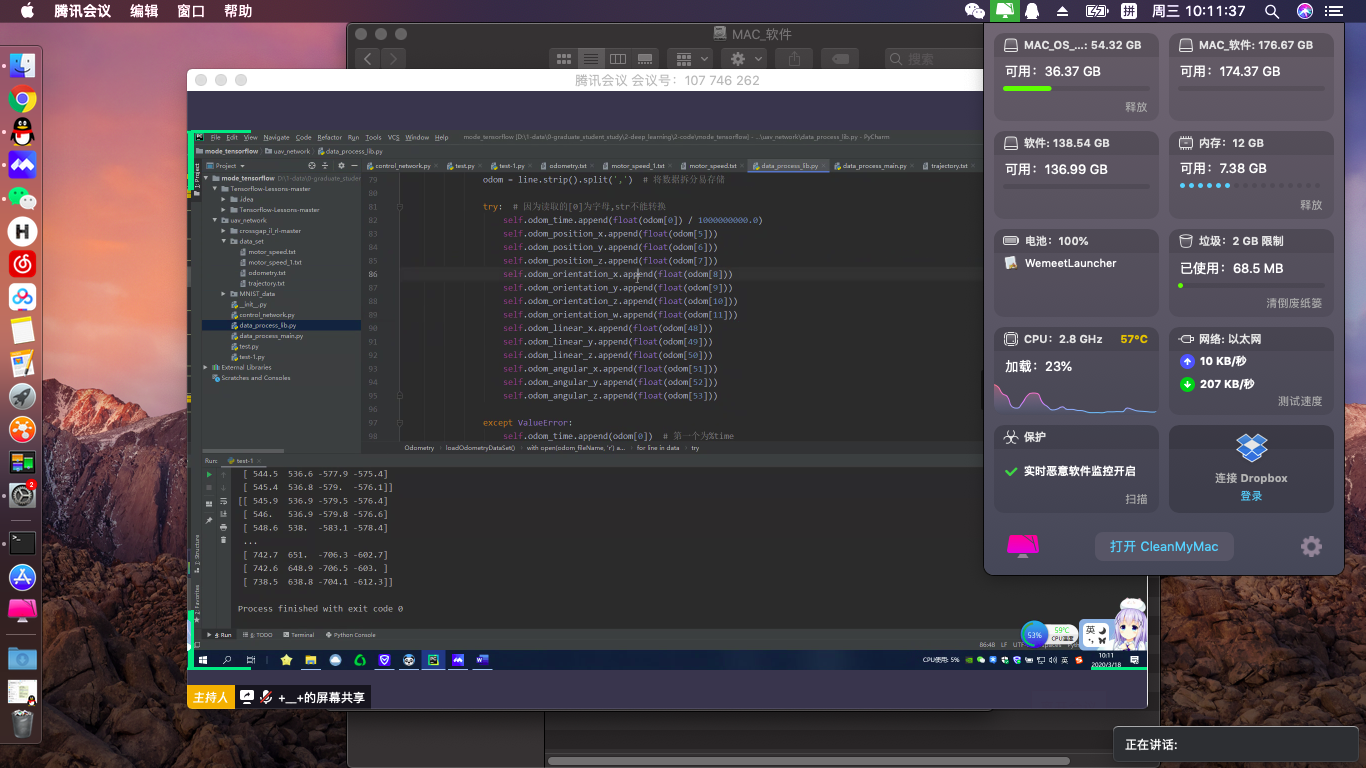 腾讯会议 编辑 窗口 帮助
拼 周三 10:11:37
MAC_软件
搜索
腾讯会议 会议号：107 746 262
File Edit View Navigate Code Refactor Run Tools VCS Window Help mode_tensorflow [D:\1-data\0-graduate_student_study\2-deep_learning\2-code\mode_tensorflow] - ...\uav_network\data_process_lib.py - PyCharm
mode_tensorflow uav_network data_process_lib.py
Project
control_network.py test.py test-1.py odometry.txt motor_speed_1.txt motor_speed.txt data_process_lib.py data_process_main.py trajectory.txt
1: Project
mode_tensorflow D:\1-data\0-graduate_studen
Tensorflow-Lessons-master
.idea
Tensorflow-Lessons-master
uav_network
crossgap_il_rl-master
data_set
motor_speed.txt
motor_speed_1.txt
odometry.txt
trajectory.txt
MNIST_data
__init__.py
control_network.py
data_process_lib.py
data_process_main.py
test.py
test-1.py
External Libraries
Scratches and Consoles
79 odom = line.strip().split(',') # 将数据拆分易存储
80
81 try: # 因为读取的[0]为字母,str不能转换
82 self.odom_time.append(float(odom[0]) / 1000000000.0)
83 self.odom_position_x.append(float(odom[5]))
84 self.odom_position_y.append(float(odom[6]))
85 self.odom_position_z.append(float(odom[7]))
86 self.odom_orientation_x.append(float(odom[8]))
87 self.odom_orientation_y.append(float(odom[9]))
88 self.odom_orientation_z.append(float(odom[10]))
89 self.odom_orientation_w.append(float(odom[11]))
90 self.odom_linear_x.append(float(odom[48]))
91 self.odom_linear_y.append(float(odom[49]))
92 self.odom_linear_z.append(float(odom[50]))
93 self.odom_angular_x.append(float(odom[51]))
94 self.odom_angular_y.append(float(odom[52]))
95 self.odom_angular_z.append(float(odom[53]))
96
97 except ValueError:
98 self.odom_time.append(odom[0]) # 第一个为%time
Odometry loadOdometryDataSet() with open(odom_fileName, 'r') a... for line in data try
Run: test-1
[ 544.5 536.6 -577.9 -575.4]
[ 545.4 536.8 -579. -576.1]]
[[ 545.9 536.9 -579.5 -576.4]
[ 546. 536.9 -579.8 -576.6]
[ 548.6 538. -583.1 -578.4]
...
[ 742.7 651. -706.3 -602.7]
[ 742.6 648.9 -706.5 -603. ]
[ 738.5 638.8 -704.1 -612.3]]
Process finished with exit code 0
Structure
Favorites
4: Run 6: TODO Terminal Python Console
86:48 LF
53% 59°C CPU温度
英
CPU使用: 5% 英 10:11
2020/3/18
主持人 +__+的屏幕共享
MAC_OS_...: 54.32 GB
可用：36.37 GB
释放
MAC_软件: 176.67 GB
可用：174.37 GB
软件: 138.54 GB
可用：136.99 GB
内存：12 GB
可用：7.38 GB
释放
电池：100%
WemeetLauncher
垃圾：2 GB 限制
已使用：68.5 MB
清倒废纸篓
CPU：2.8 GHz 57°C
加载：23%
网络: 以太网
10 KB/秒
207 KB/秒
测试速度
保护
实时恶意软件监控开启
扫描
连接 Dropbox
登录
打开 CleanMyMac
正在讲话:
2